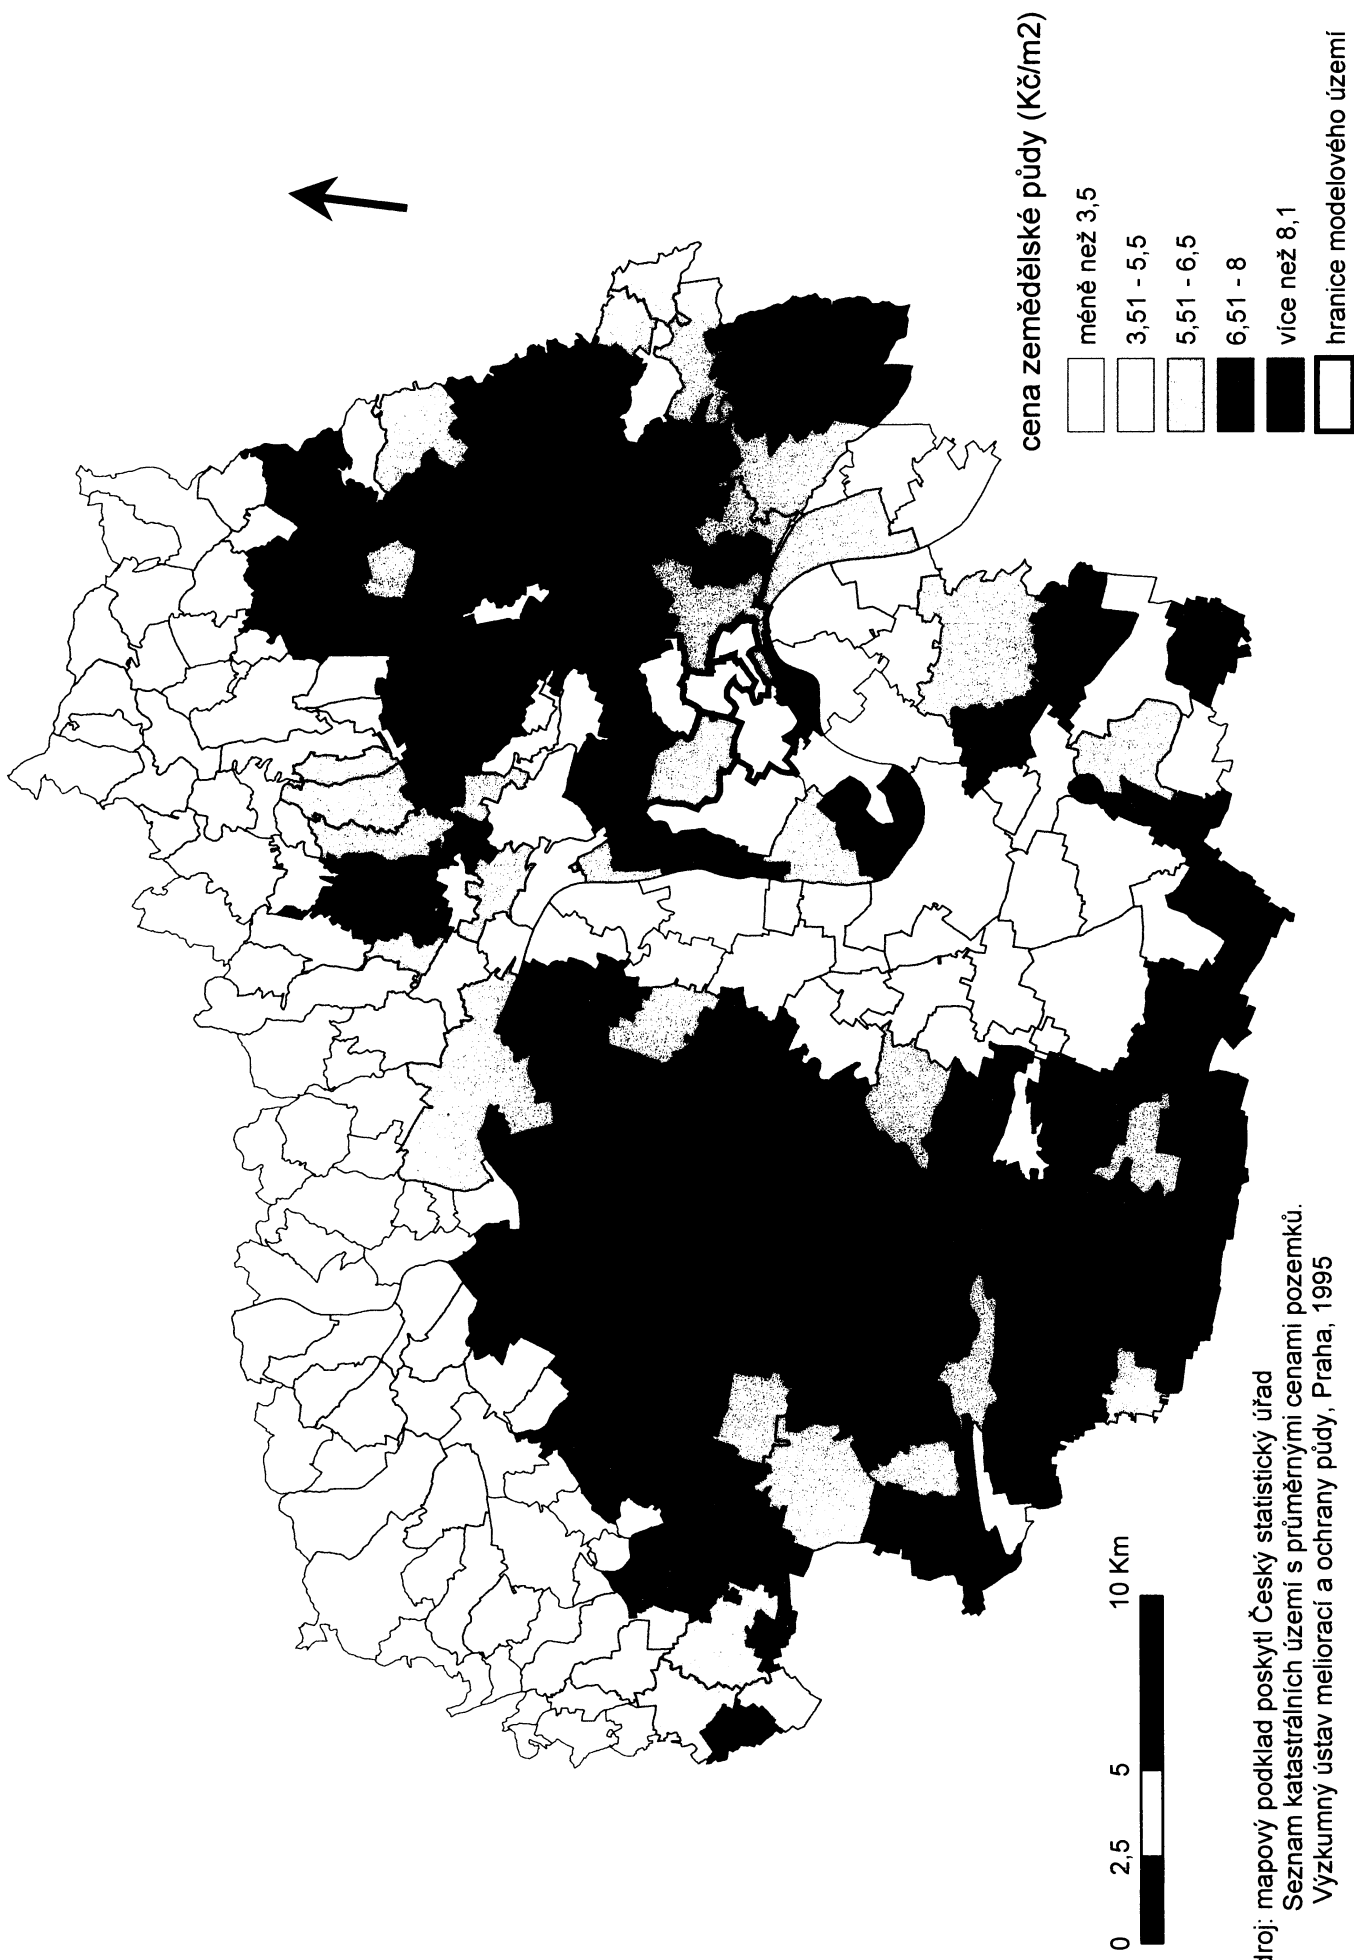 cena zemědělské půdy (Kč/m2)
méně než 3,5
3,51 - 5,5
5,51 - 6,5
6,51 - 8
více než 8,1
hranice modelového území
0 2,5 5 10 Km
droj: mapový podklad poskytl Český statistický úřad
Seznam katastrálních území s průměrnými cenami pozemků.
Výzkumný ústav meliorací a ochrany půdy, Praha, 1995